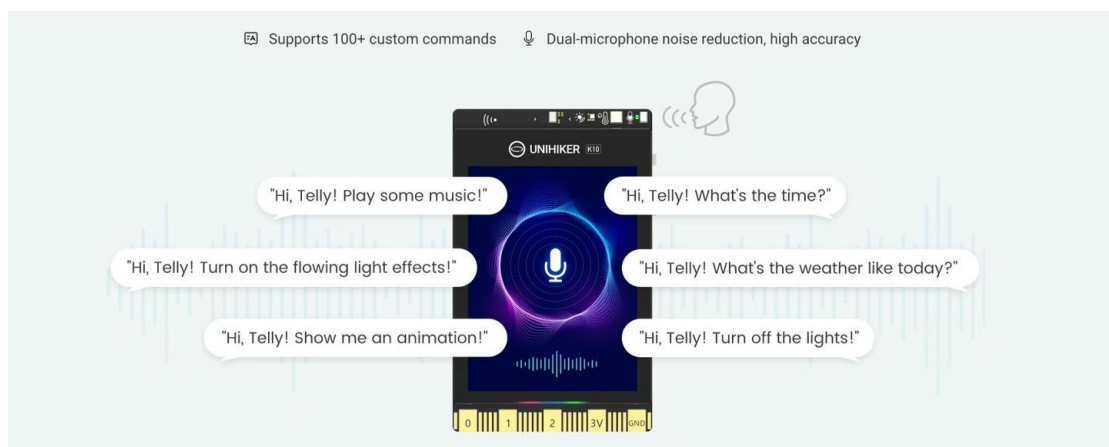 Supports 100+ custom commands
Dual-microphone noise reduction, high accuracy
UNIHIKER K10
"Hi, Telly! Play some music!"
"Hi, Telly! What's the time?"
"Hi, Telly! Turn on the flowing light effects!"
"Hi, Telly! What's the weather like today?"
"Hi, Telly! Show me an animation!"
"Hi, Telly! Turn off the lights!"
0 1 2 3V GND